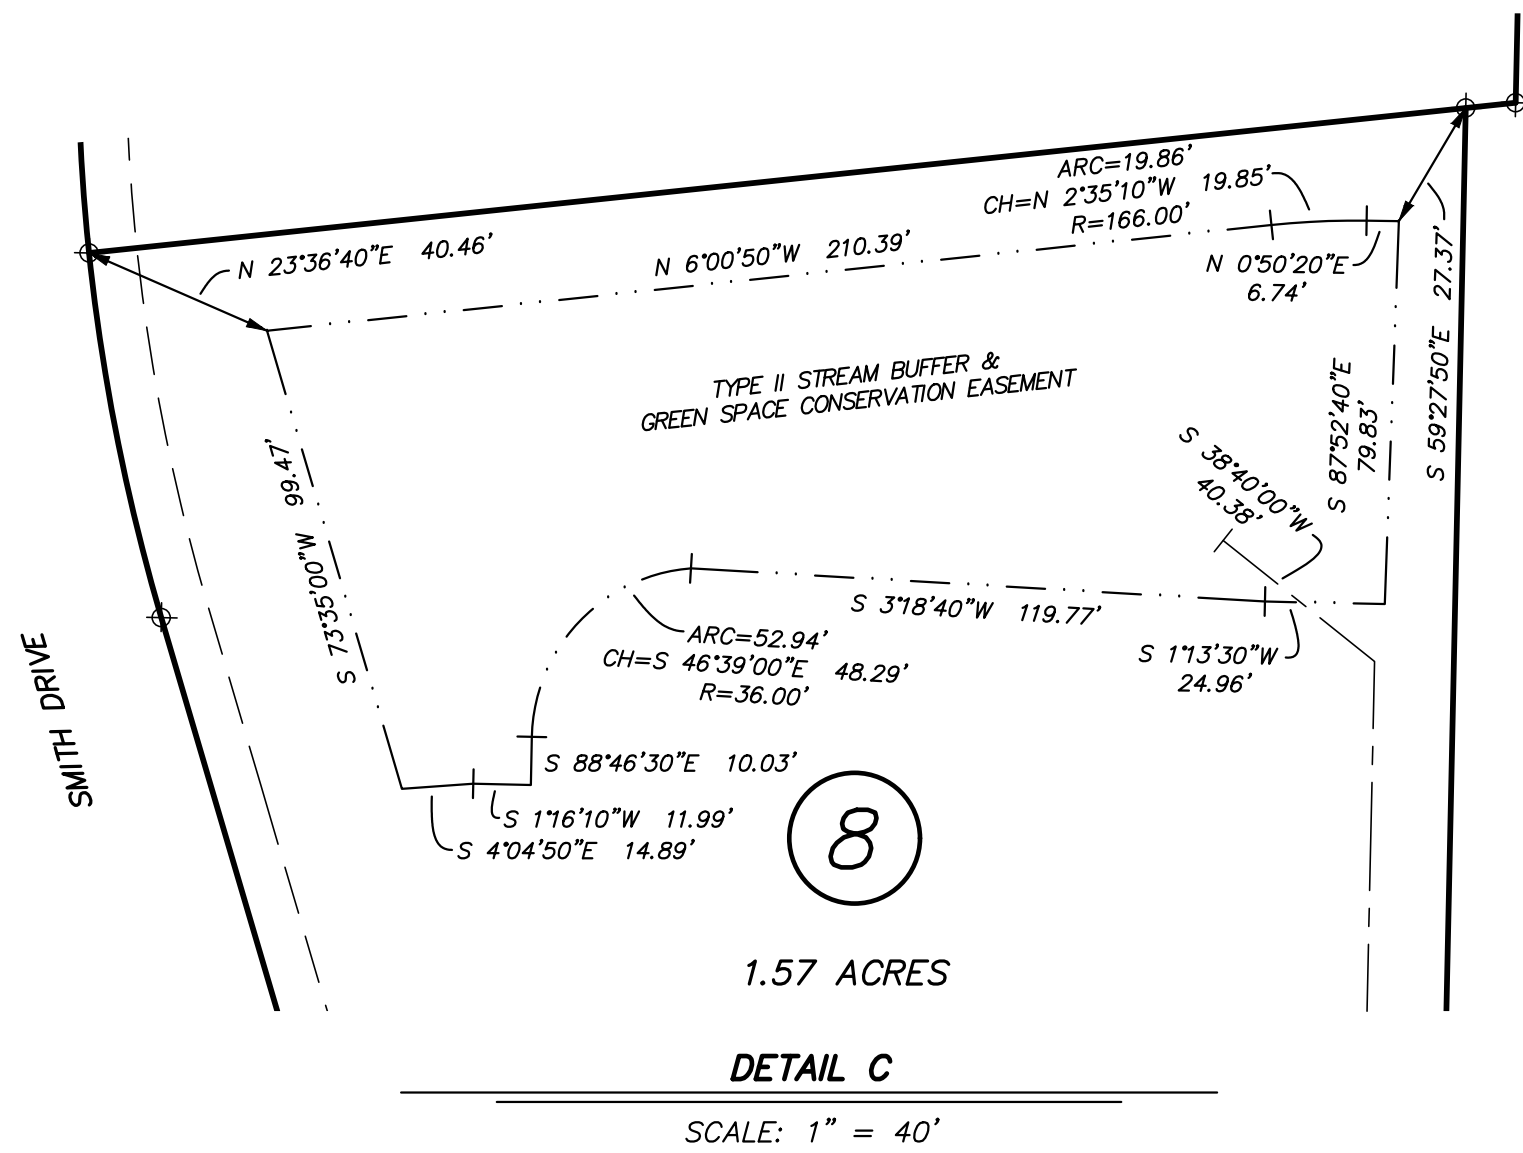 ARC=19.86'
CH=N 2°35'10"W 19.85'
R=166.00'
N 23°36'40"E 40.46'
N 6°00'50"W 210.39'
N 0°50'20"E
6.74'
S 59°27'50"E 27.37'
TYPE II STREAM BUFFER &
GREEN SPACE CONSERVATION EASEMENT
S 87°52'40"E
79.83'
S 38°40'00"W
40.38'
S 73°35'00"W 99.47'
S 3°18'40"W 119.77'
ARC=52.94'
CH=S 46°39'00"E 48.29'
R=36.00'
S 1°13'30"W
24.96'
SMITH DRIVE
S 88°46'30"E 10.03'
S 1°16'10"W 11.99'
S 4°04'50"E 14.89'
8
1.57 ACRES
DETAIL C
SCALE: 1" = 40'